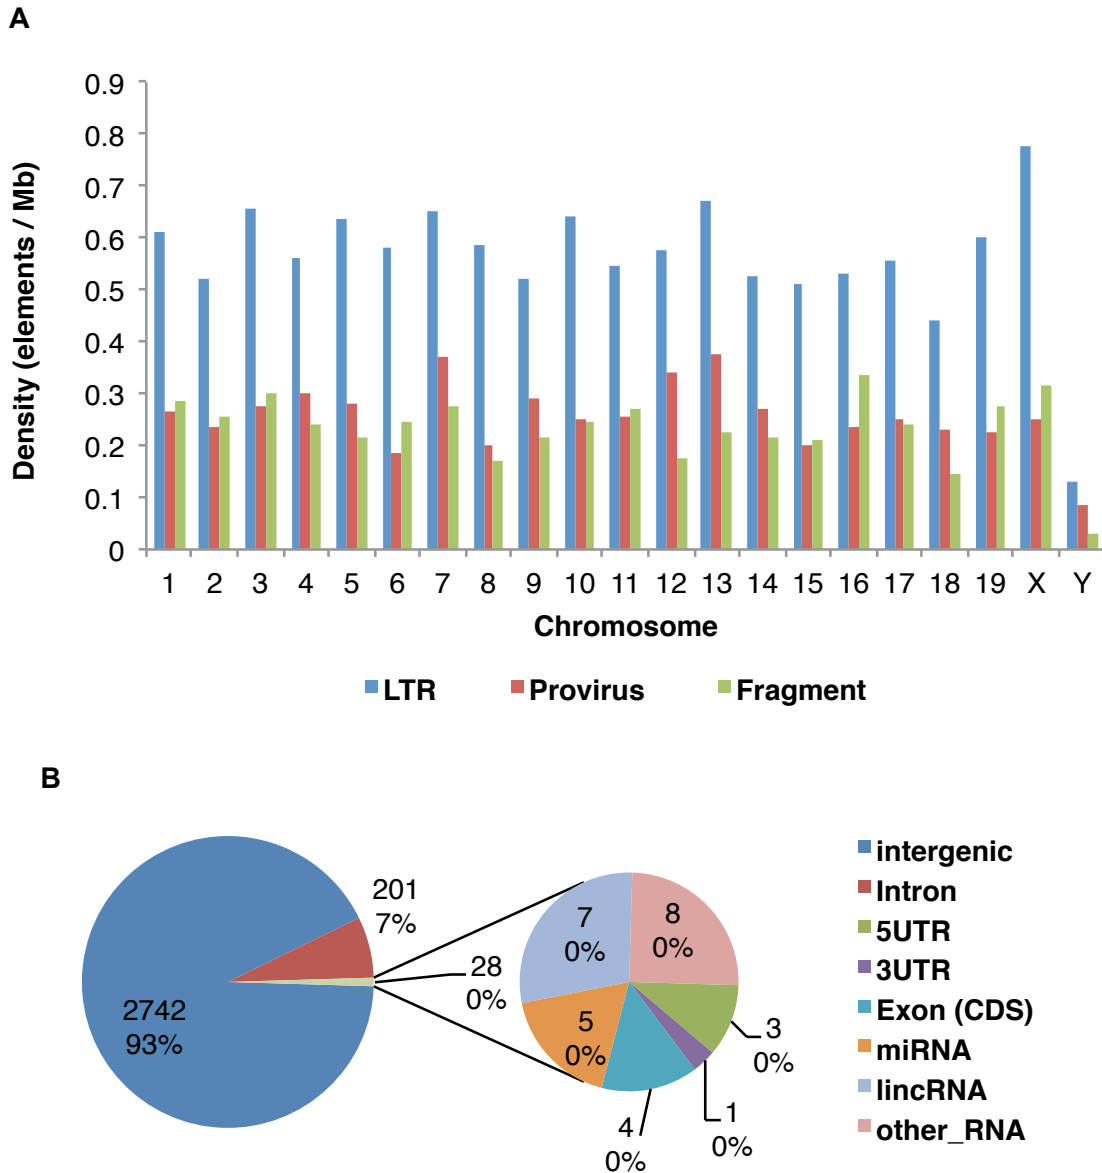 A
0.9
0.8
0.7
0.6
0.5
0.4
0.3
0.2
0.1
0
Density (elements / Mb)
1 2 3 4 5 6 7 8 9 10 11 12 13 14 15 16 17 18 19 X Y
Chromosome
LTR Provirus Fragment
B
201
7%
2742
93%
28
0%
7
0%
8
0%
5
0%
3
0%
1
0%
4
0%
intergenic
Intron
5UTR
3UTR
Exon (CDS)
miRNA
lincRNA
other_RNA